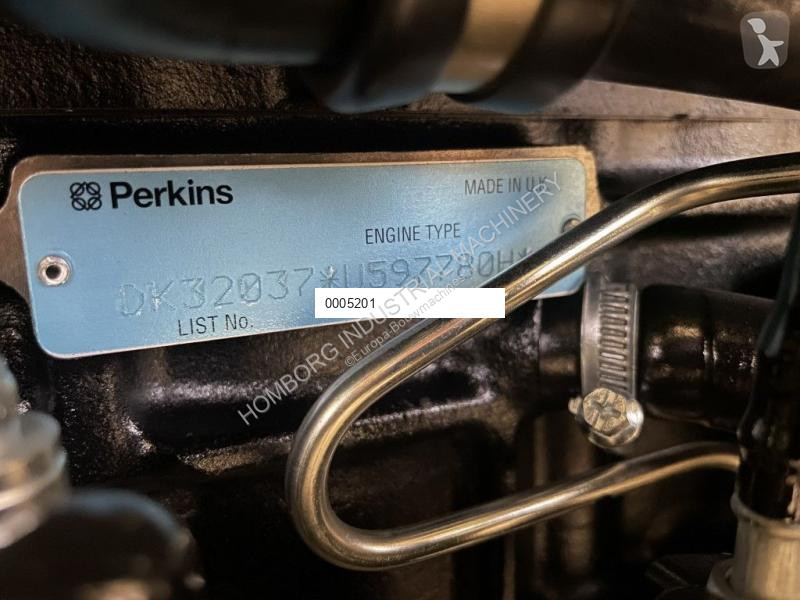 Perkins
MADE IN U.K.
ENGINE TYPE
DK32037*U597780H*
LIST No.
0005201
HOMBORG INDUSTRIAL MACHINERY
©Europa-Bouwmachines